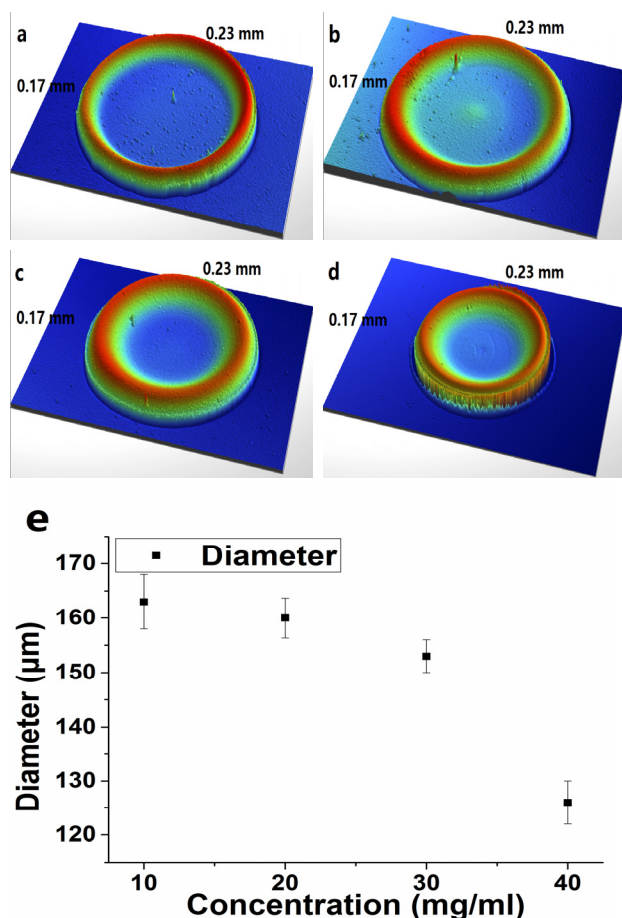 a
0.23 mm
0.17 mm
b
0.23 mm
0.17 mm
c
0.23 mm
0.17 mm
d
0.23 mm
0.17 mm
e
Diameter
170
160
150
140
130
120
Diameter (μm)
10 20 30 40
Concentration (mg/ml)